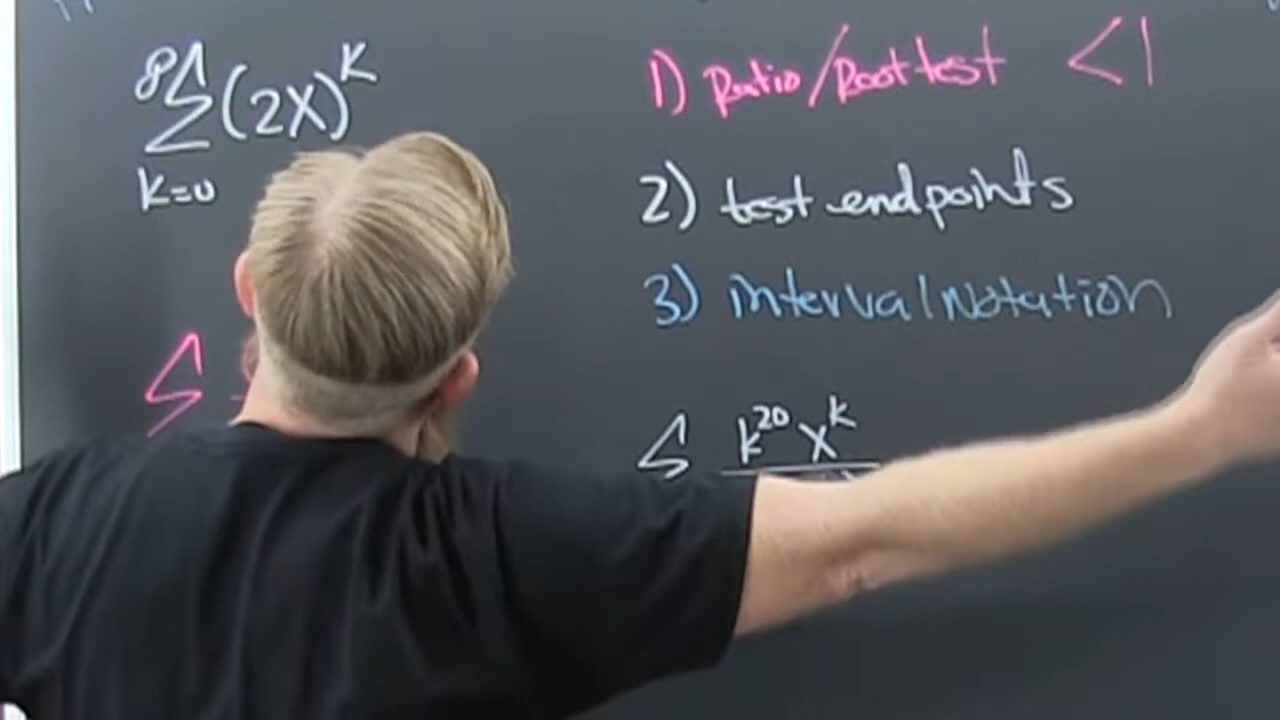 ∞
Σ (2X)^K
K=0
1) Ratio/Root test <1
2) test endpoints
3) interval Notation
Σ
Σ k^20 x^k